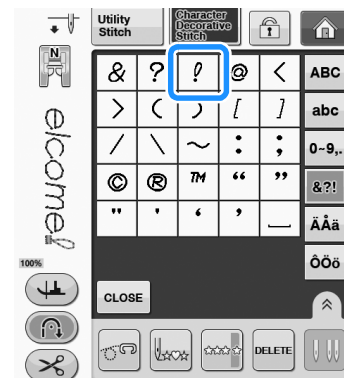 Utility
Stitch
Character
Decorative
Stitch
N
& ? ! @ < ABC
> ( ) [ ] abc
/ \ ~ : ; 0~9,.
© ® TM “ ” &?!
" ' ‘ ’ _ ÄÅä
ÔÖö
elcome!
100%
CLOSE
DELETE